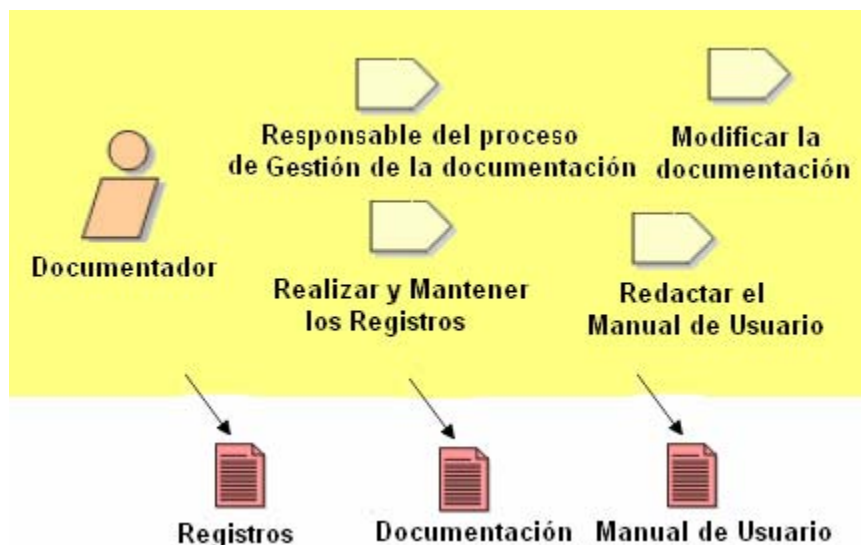 Responsable del proceso
de Gestión de la documentación
Modificar la
documentación
Documentador
Realizar y Mantener
los Registros
Redactar el
Manual de Usuario
Registros
Documentación
Manual de Usuario